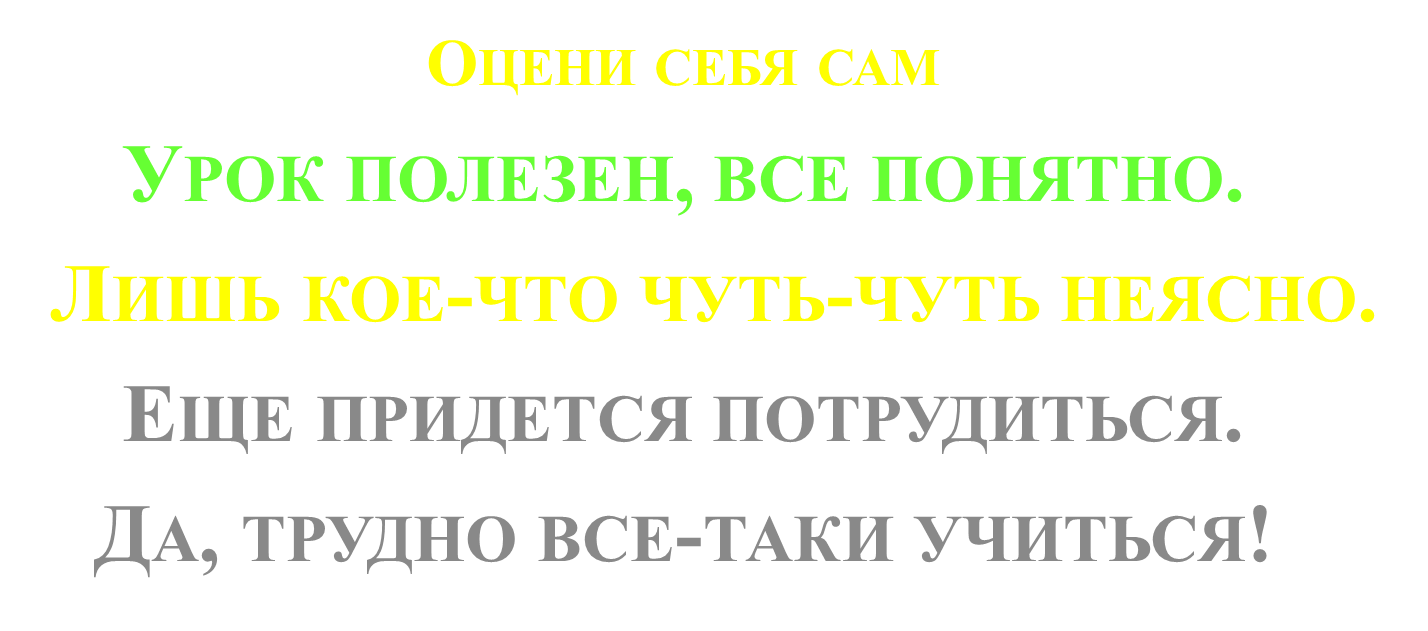 Оцени себя сам
Урок полезен, все понятно.
Лишь кое-что чуть-чуть неясно.
Еще придется потрудиться.
Да, трудно все-таки учиться!